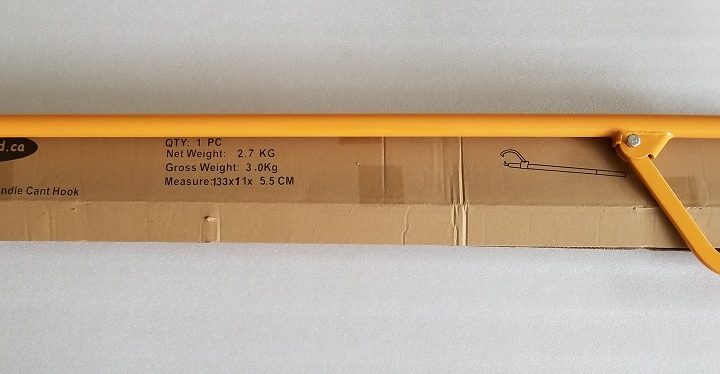 d.ca
QTY: 1 PC
Net Weight: 2.7 KG
Gross Weight: 3.0Kg
Measure:133x11x 5.5 CM
ndle Cant Hook